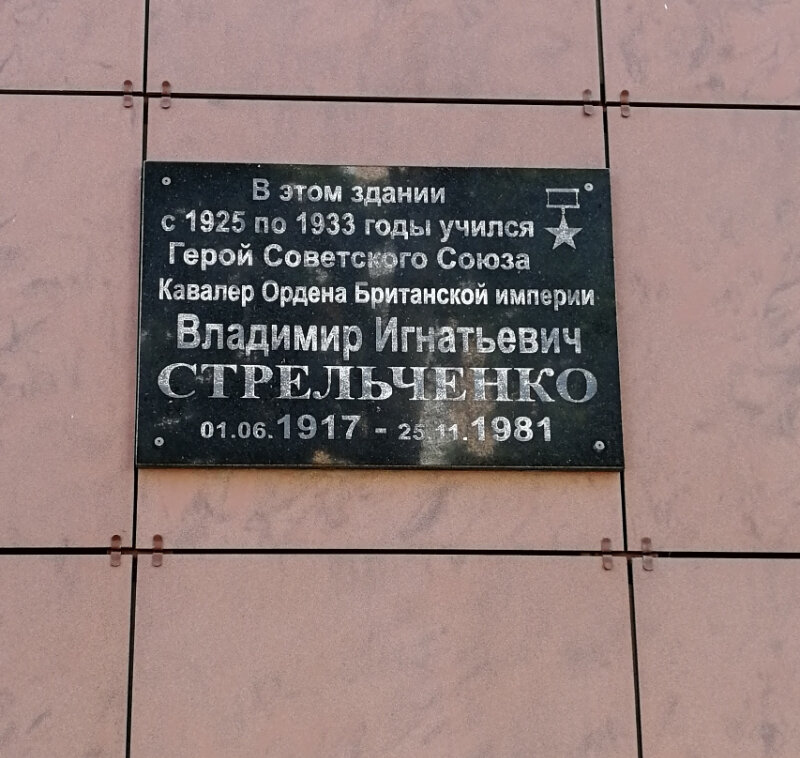 В этом здании
с 1925 по 1933 годы учился
Герой Советского Союза
Кавалер Ордена Британской империи
Владимир Игнатьевич
СТРЕЛЬЧЕНКО
01.06.1917 - 25.11.1981